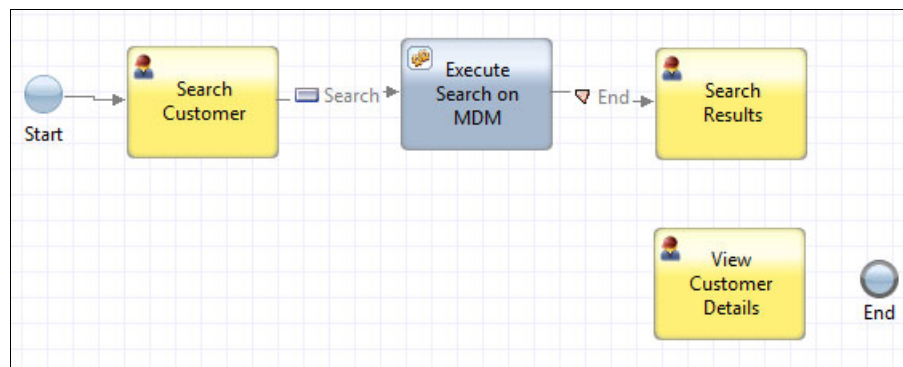 Start
Search
Customer
Search
Execute
Search on
MDM
End
Search
Results
View
Customer
Details
End